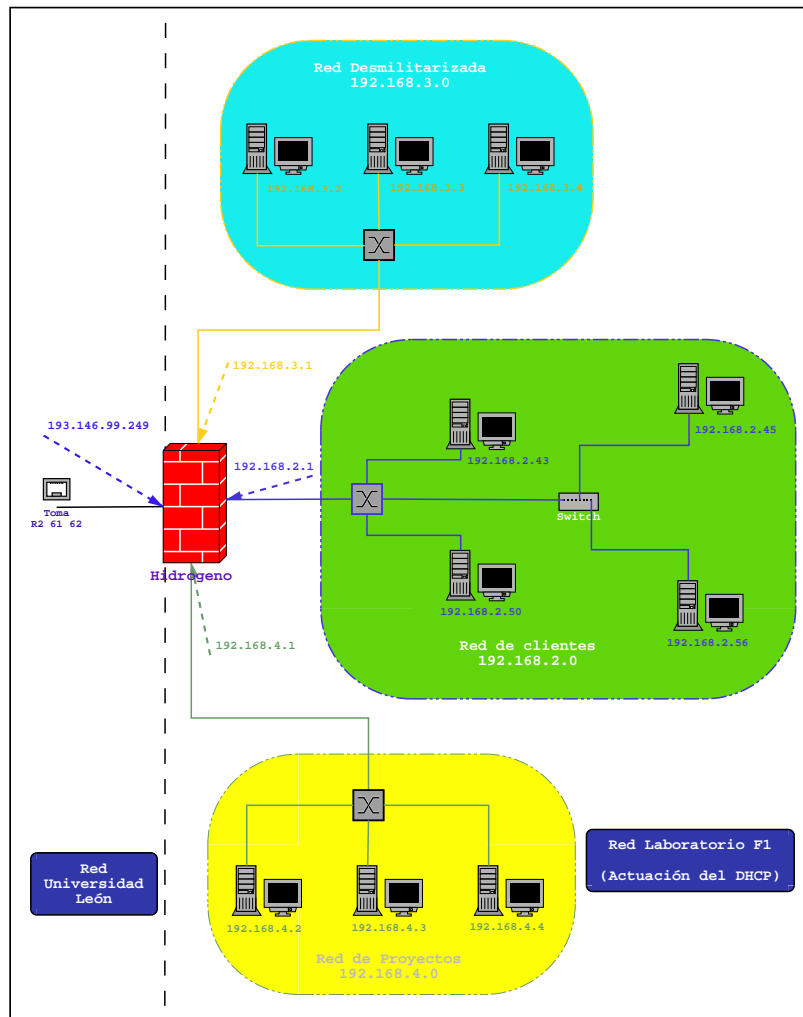 Red Desmilitarizada
192.168.3.0
192.168.3.2
192.168.3.3
192.168.3.4
192.168.3.1
193.146.99.249
192.168.2.1
192.168.2.43
192.168.2.45
Toma
R2 61 62
Switch
Hidrogeno
192.168.2.50
192.168.2.56
192.168.4.1
Red de clientes
192.168.2.0
Red
Universidad
León
Red Laboratorio F1
(Actuación del DHCP)
192.168.4.2
192.168.4.3
192.168.4.4
Red de Proyectos
192.168.4.0